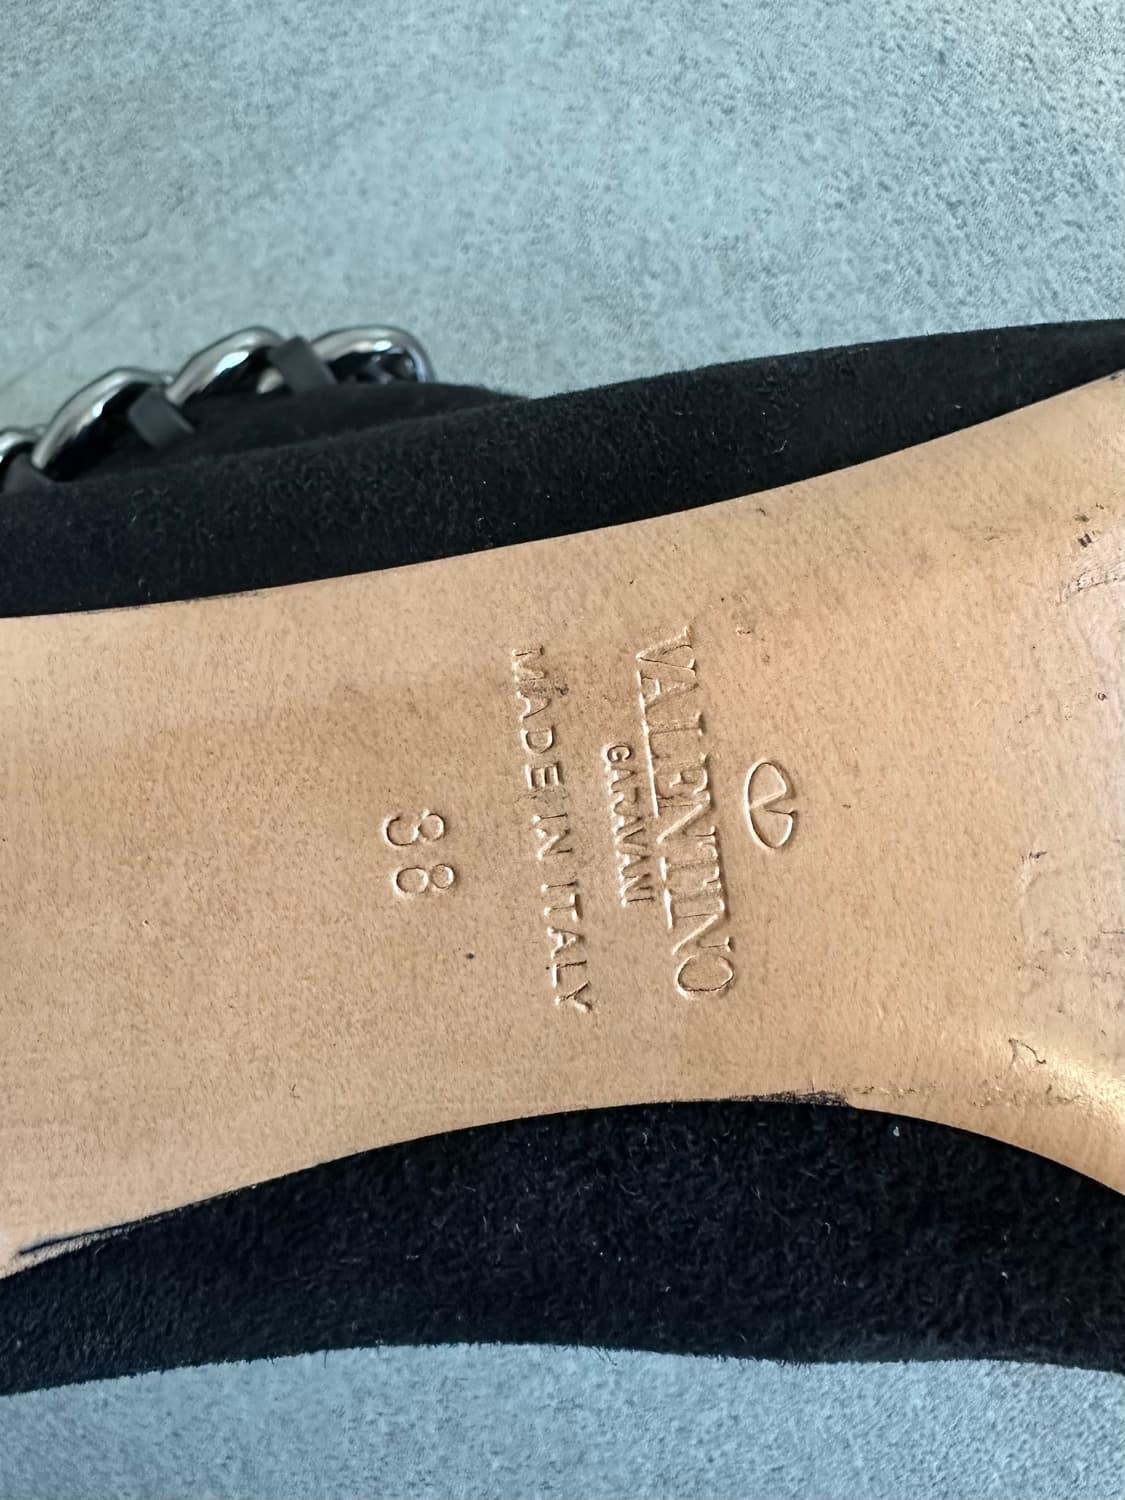 VALENTINO
GARAVANI
MADE IN ITALY
38